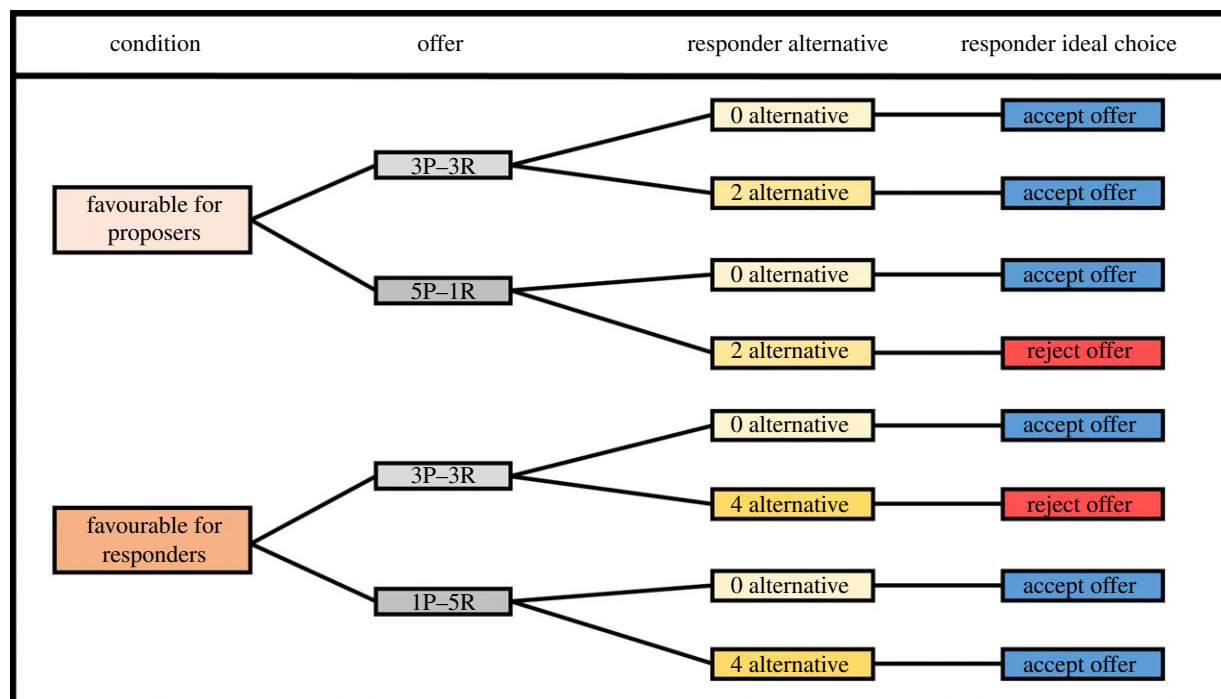 condition offer responder alternative responder ideal choice
0 alternative accept offer
3P–3R
2 alternative accept offer
favourable for
proposers
0 alternative accept offer
5P–1R
2 alternative reject offer
0 alternative accept offer
3P–3R
4 alternative reject offer
favourable for
responders
0 alternative accept offer
1P–5R
4 alternative accept offer